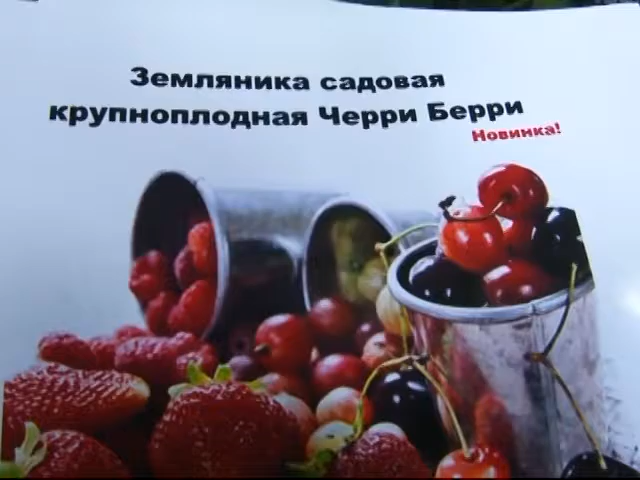 Земляника садовая
крупноплодная Черри Берри
Новинка!